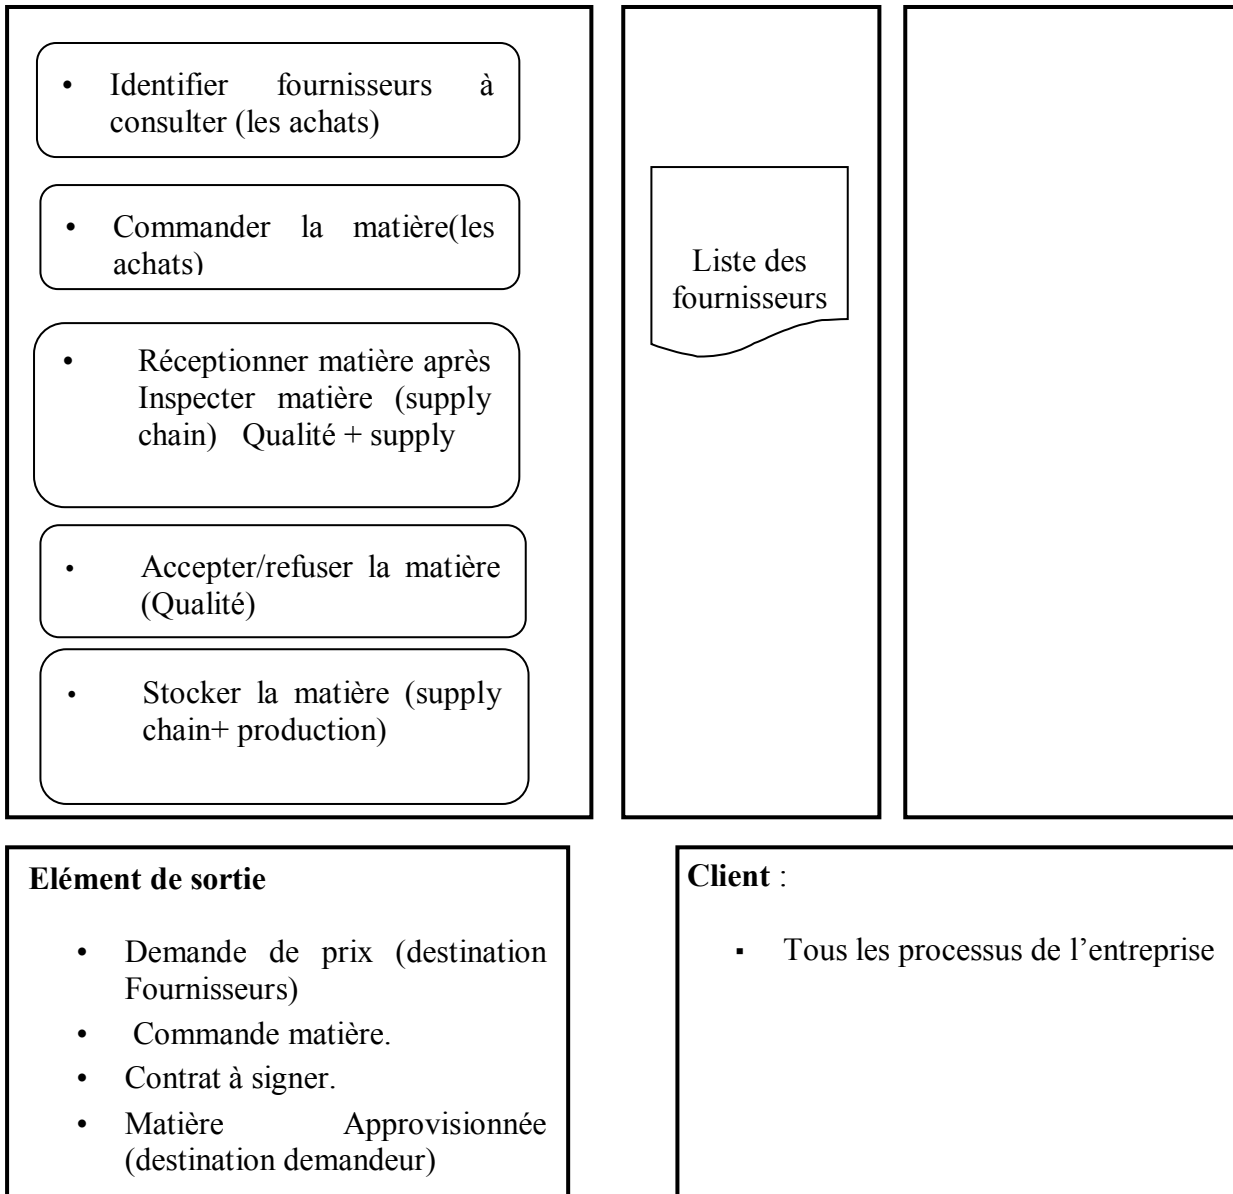 • Identifier fournisseurs à
consulter (les achats)
• Commander la matière(les
achats)
• Réceptionner matière après
Inspecter matière (supply
chain) Qualité + supply
• Accepter/refuser la matière
(Qualité)
• Stocker la matière (supply
chain+ production)
Liste des
fournisseurs
Elément de sortie
• Demande de prix (destination
Fournisseurs)
• Commande matière.
• Contrat à signer.
• Matière Approvisionnée
(destination demandeur)
Client :
▪ Tous les processus de l’entreprise